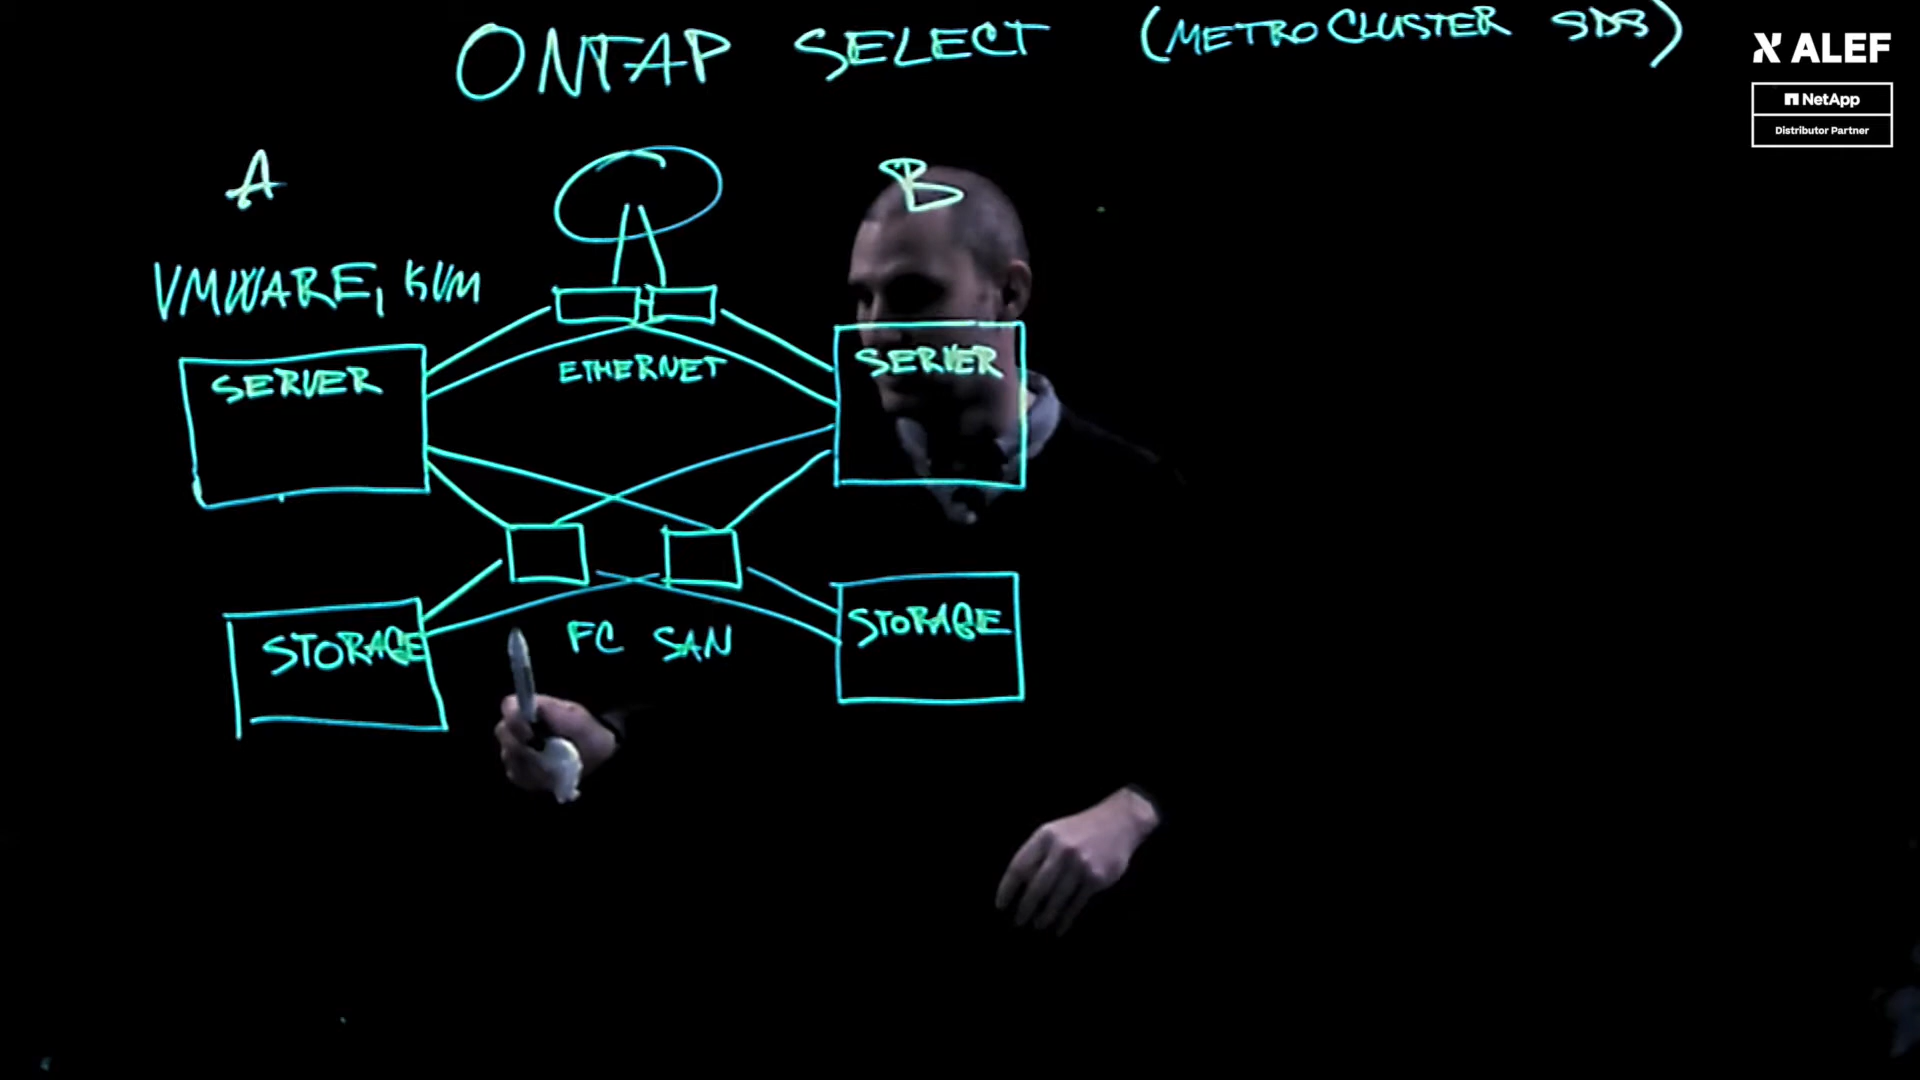 ONTAP SELECT (METROCLUSTER SDS)
ALEF
NetApp
Distributor Partner
A
B
VMWARE, KVM
ETHERNET
SERVER
SERVER
STORAGE
FC SAN
STORAGE